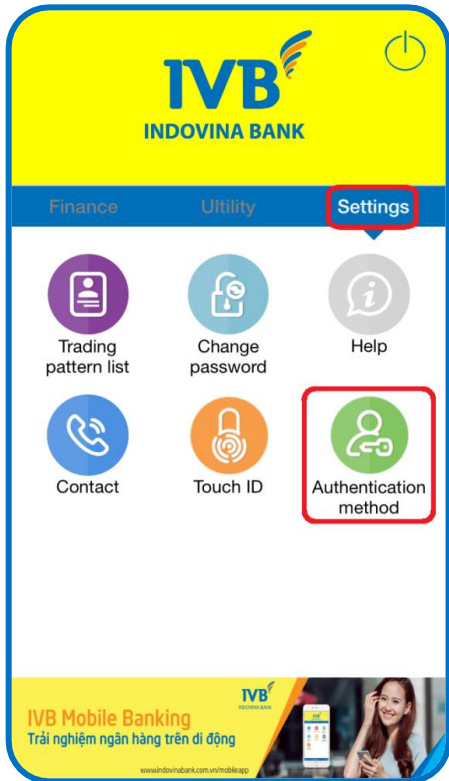 IVB
INDOVINA BANK
Finance
Ultility
Settings
Trading
pattern list
Change
password
Help
Contact
Touch ID
Authentication
method
IVB
INDOVINA BANK
IVB Mobile Banking
Trải nghiệm ngân hàng trên di động
www.indovinabank.com.vn/mobileapp